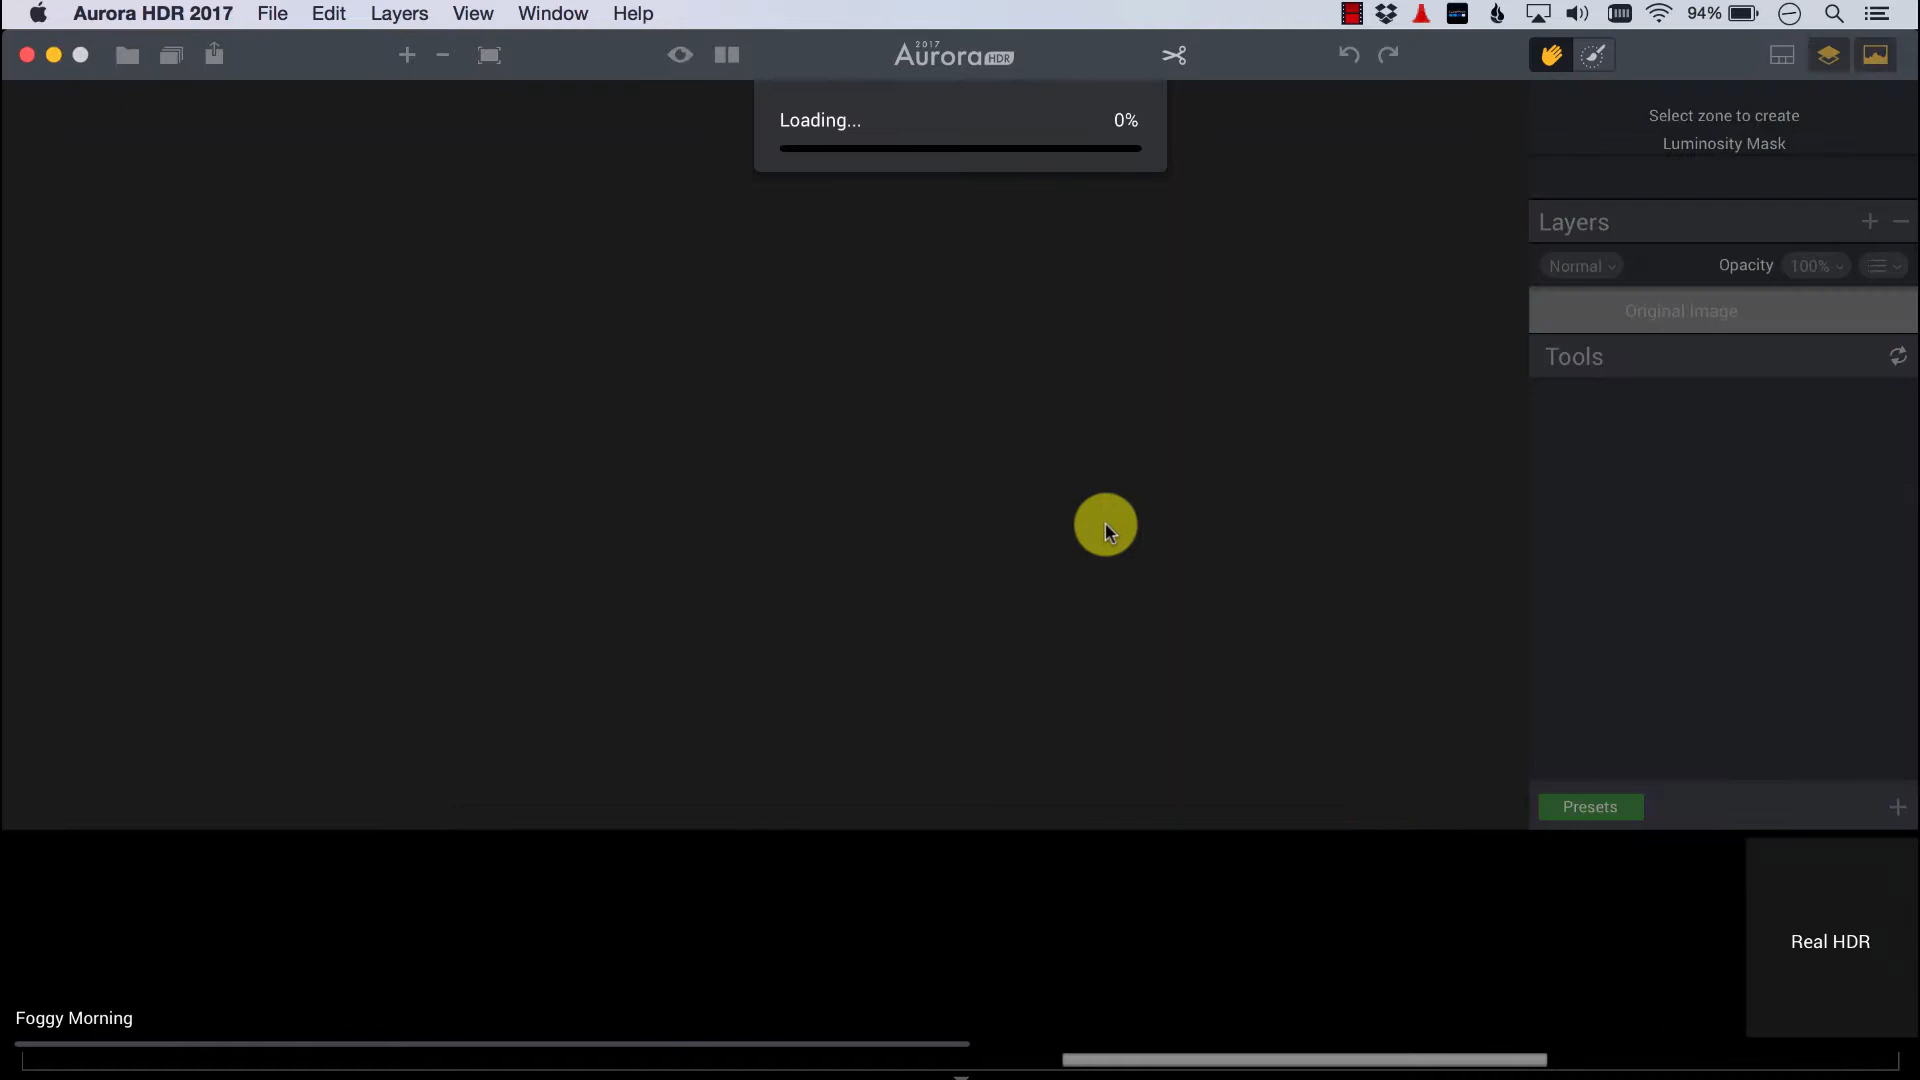 Aurora HDR 2017 File Edit Layers View Window Help 94%
2017
Aurora HDR
Loading... 0%
Select zone to create
Luminosity Mask
Layers
Normal Opacity 100%
Original Image
Tools
Presets
Real HDR
Foggy Morning